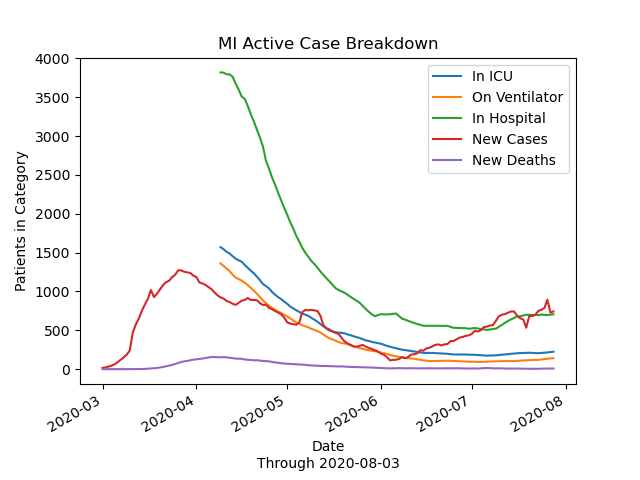 MI Active Case Breakdown
Patients in Category
4000
3500
3000
2500
2000
1500
1000
500
0
In ICU
On Ventilator
In Hospital
New Cases
New Deaths
2020-03
2020-04
2020-05
2020-06
2020-07
2020-08
Date
Through 2020-08-03